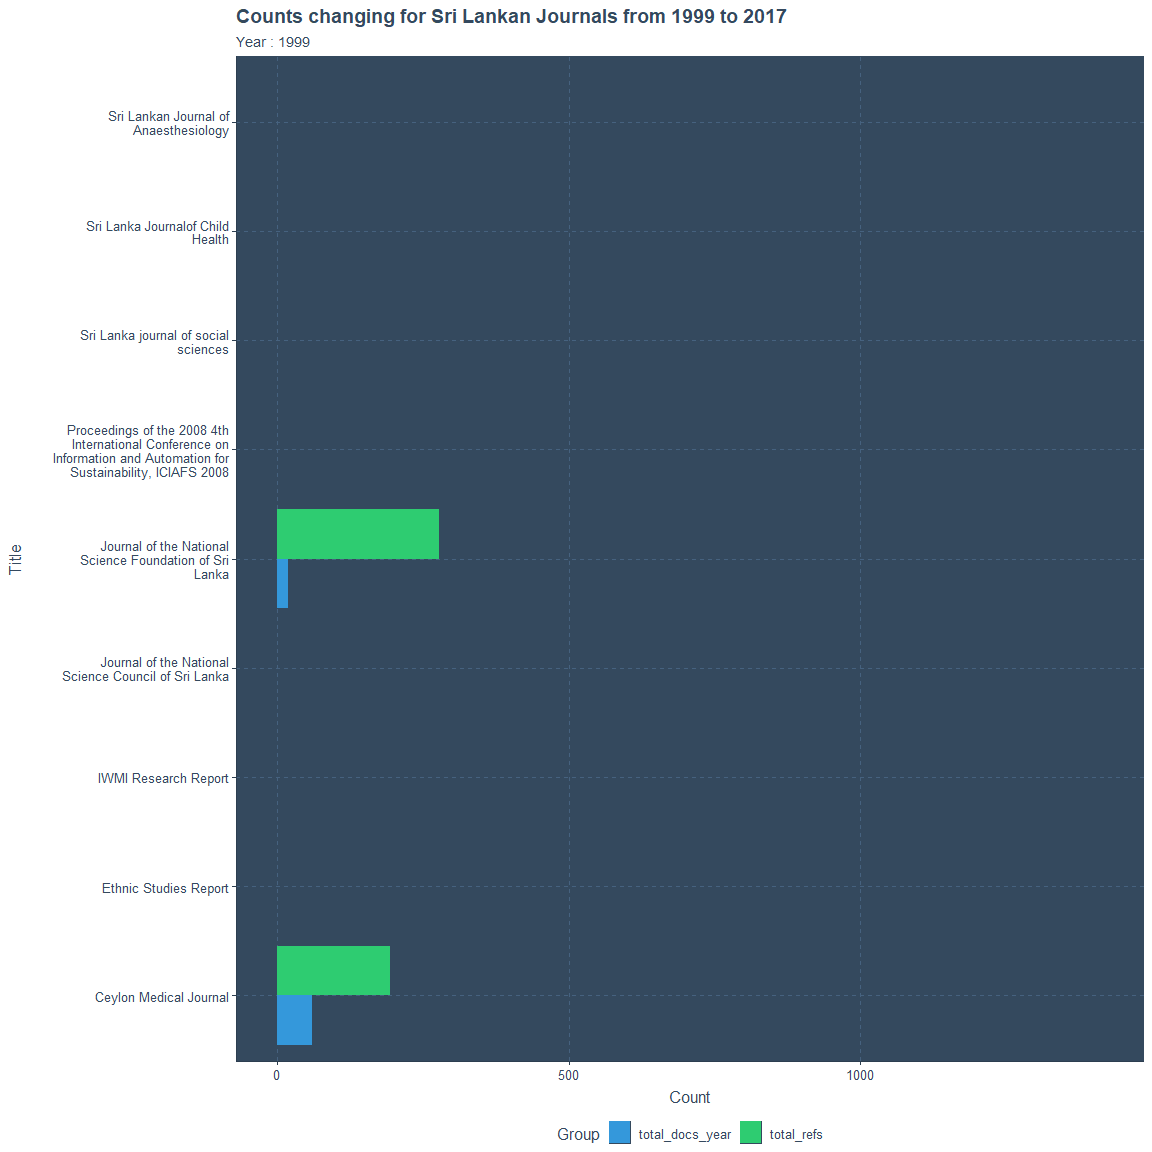 Counts changing for Sri Lankan Journals from 1999 to 2017
Year : 1999
Sri Lankan Journal of
Anaesthesiology
Sri Lanka Journalof Child
Health
Sri Lanka journal of social
sciences
Proceedings of the 2008 4th
International Conference on
Information and Automation for
Sustainability, ICIAFS 2008
Journal of the National
Science Foundation of Sri
Lanka
Journal of the National
Science Council of Sri Lanka
IWMI Research Report
Ethnic Studies Report
Ceylon Medical Journal
Title
0 500 1000
Count
Group total_docs_year total_refs